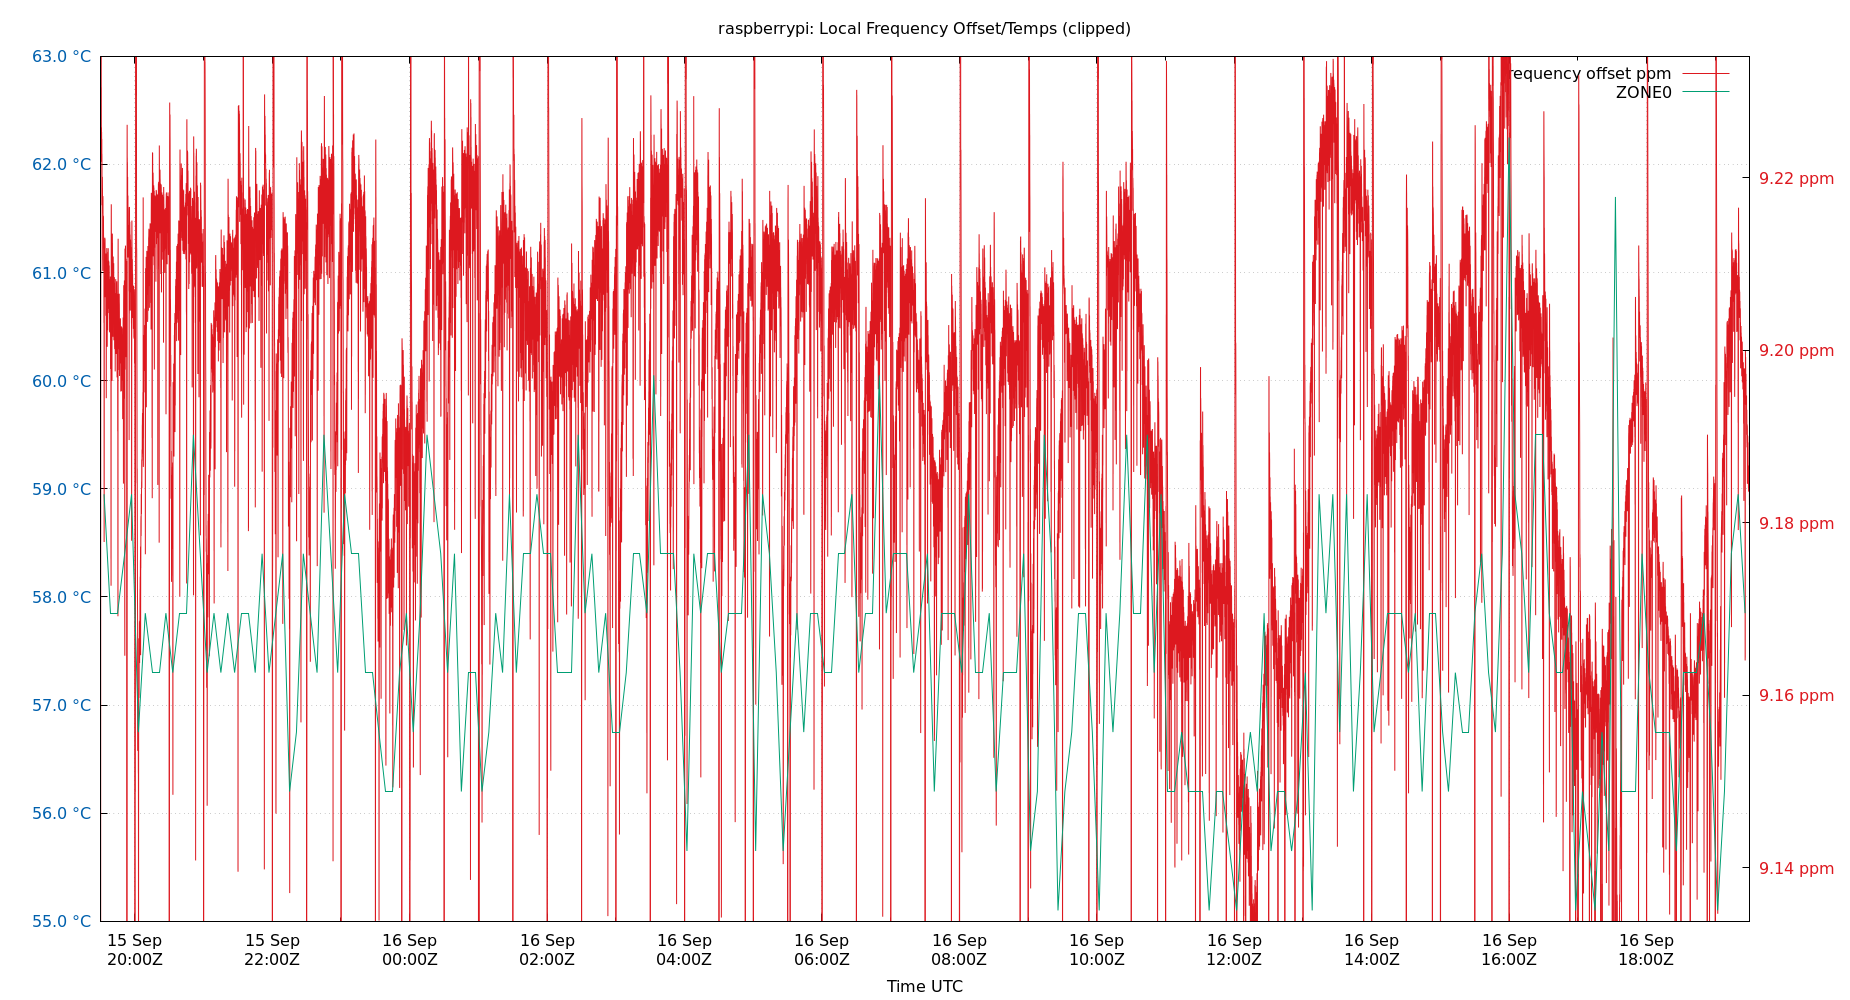 raspberrypi: Local Frequency Offset/Temps (clipped)
63.0 °C
62.0 °C
61.0 °C
60.0 °C
59.0 °C
58.0 °C
57.0 °C
56.0 °C
55.0 °C
requency offset ppm
ZONE0
9.22 ppm
9.20 ppm
9.18 ppm
9.16 ppm
9.14 ppm
15 Sep
20:00Z
15 Sep
22:00Z
16 Sep
00:00Z
16 Sep
02:00Z
16 Sep
04:00Z
16 Sep
06:00Z
16 Sep
08:00Z
16 Sep
10:00Z
16 Sep
12:00Z
16 Sep
14:00Z
16 Sep
16:00Z
16 Sep
18:00Z
Time UTC